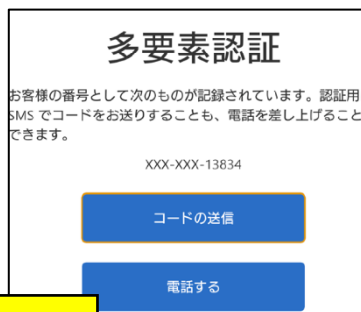 多要素認証
お客様の番号として次のものが記録されています。認証用
SMS でコードをお送りすることも、電話を差し上げること
できます。
XXX-XXX-13834
コードの送信
電話する